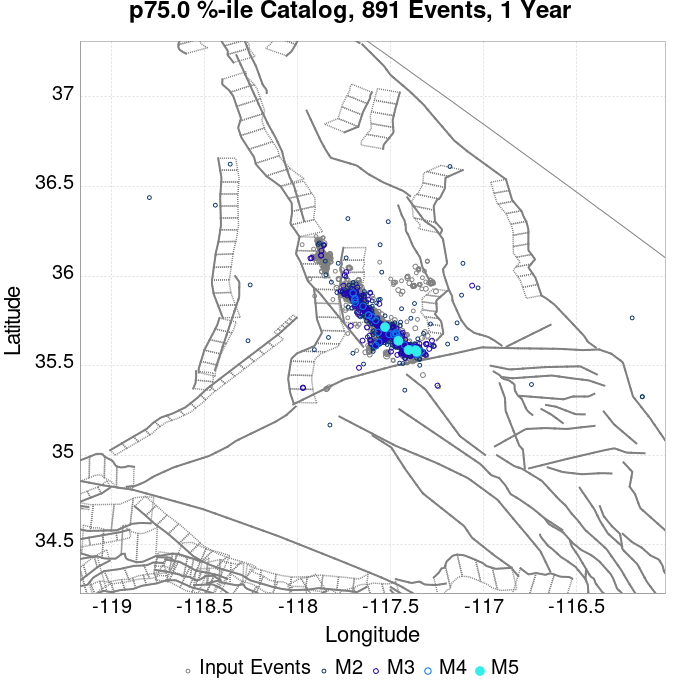 p75.0 %-ile Catalog, 891 Events, 1 Year
37
36.5
36
35.5
35
34.5
Latitude
-119 -118.5 -118 -117.5 -117 -116.5
Longitude
Input Events M2 M3 M4 M5